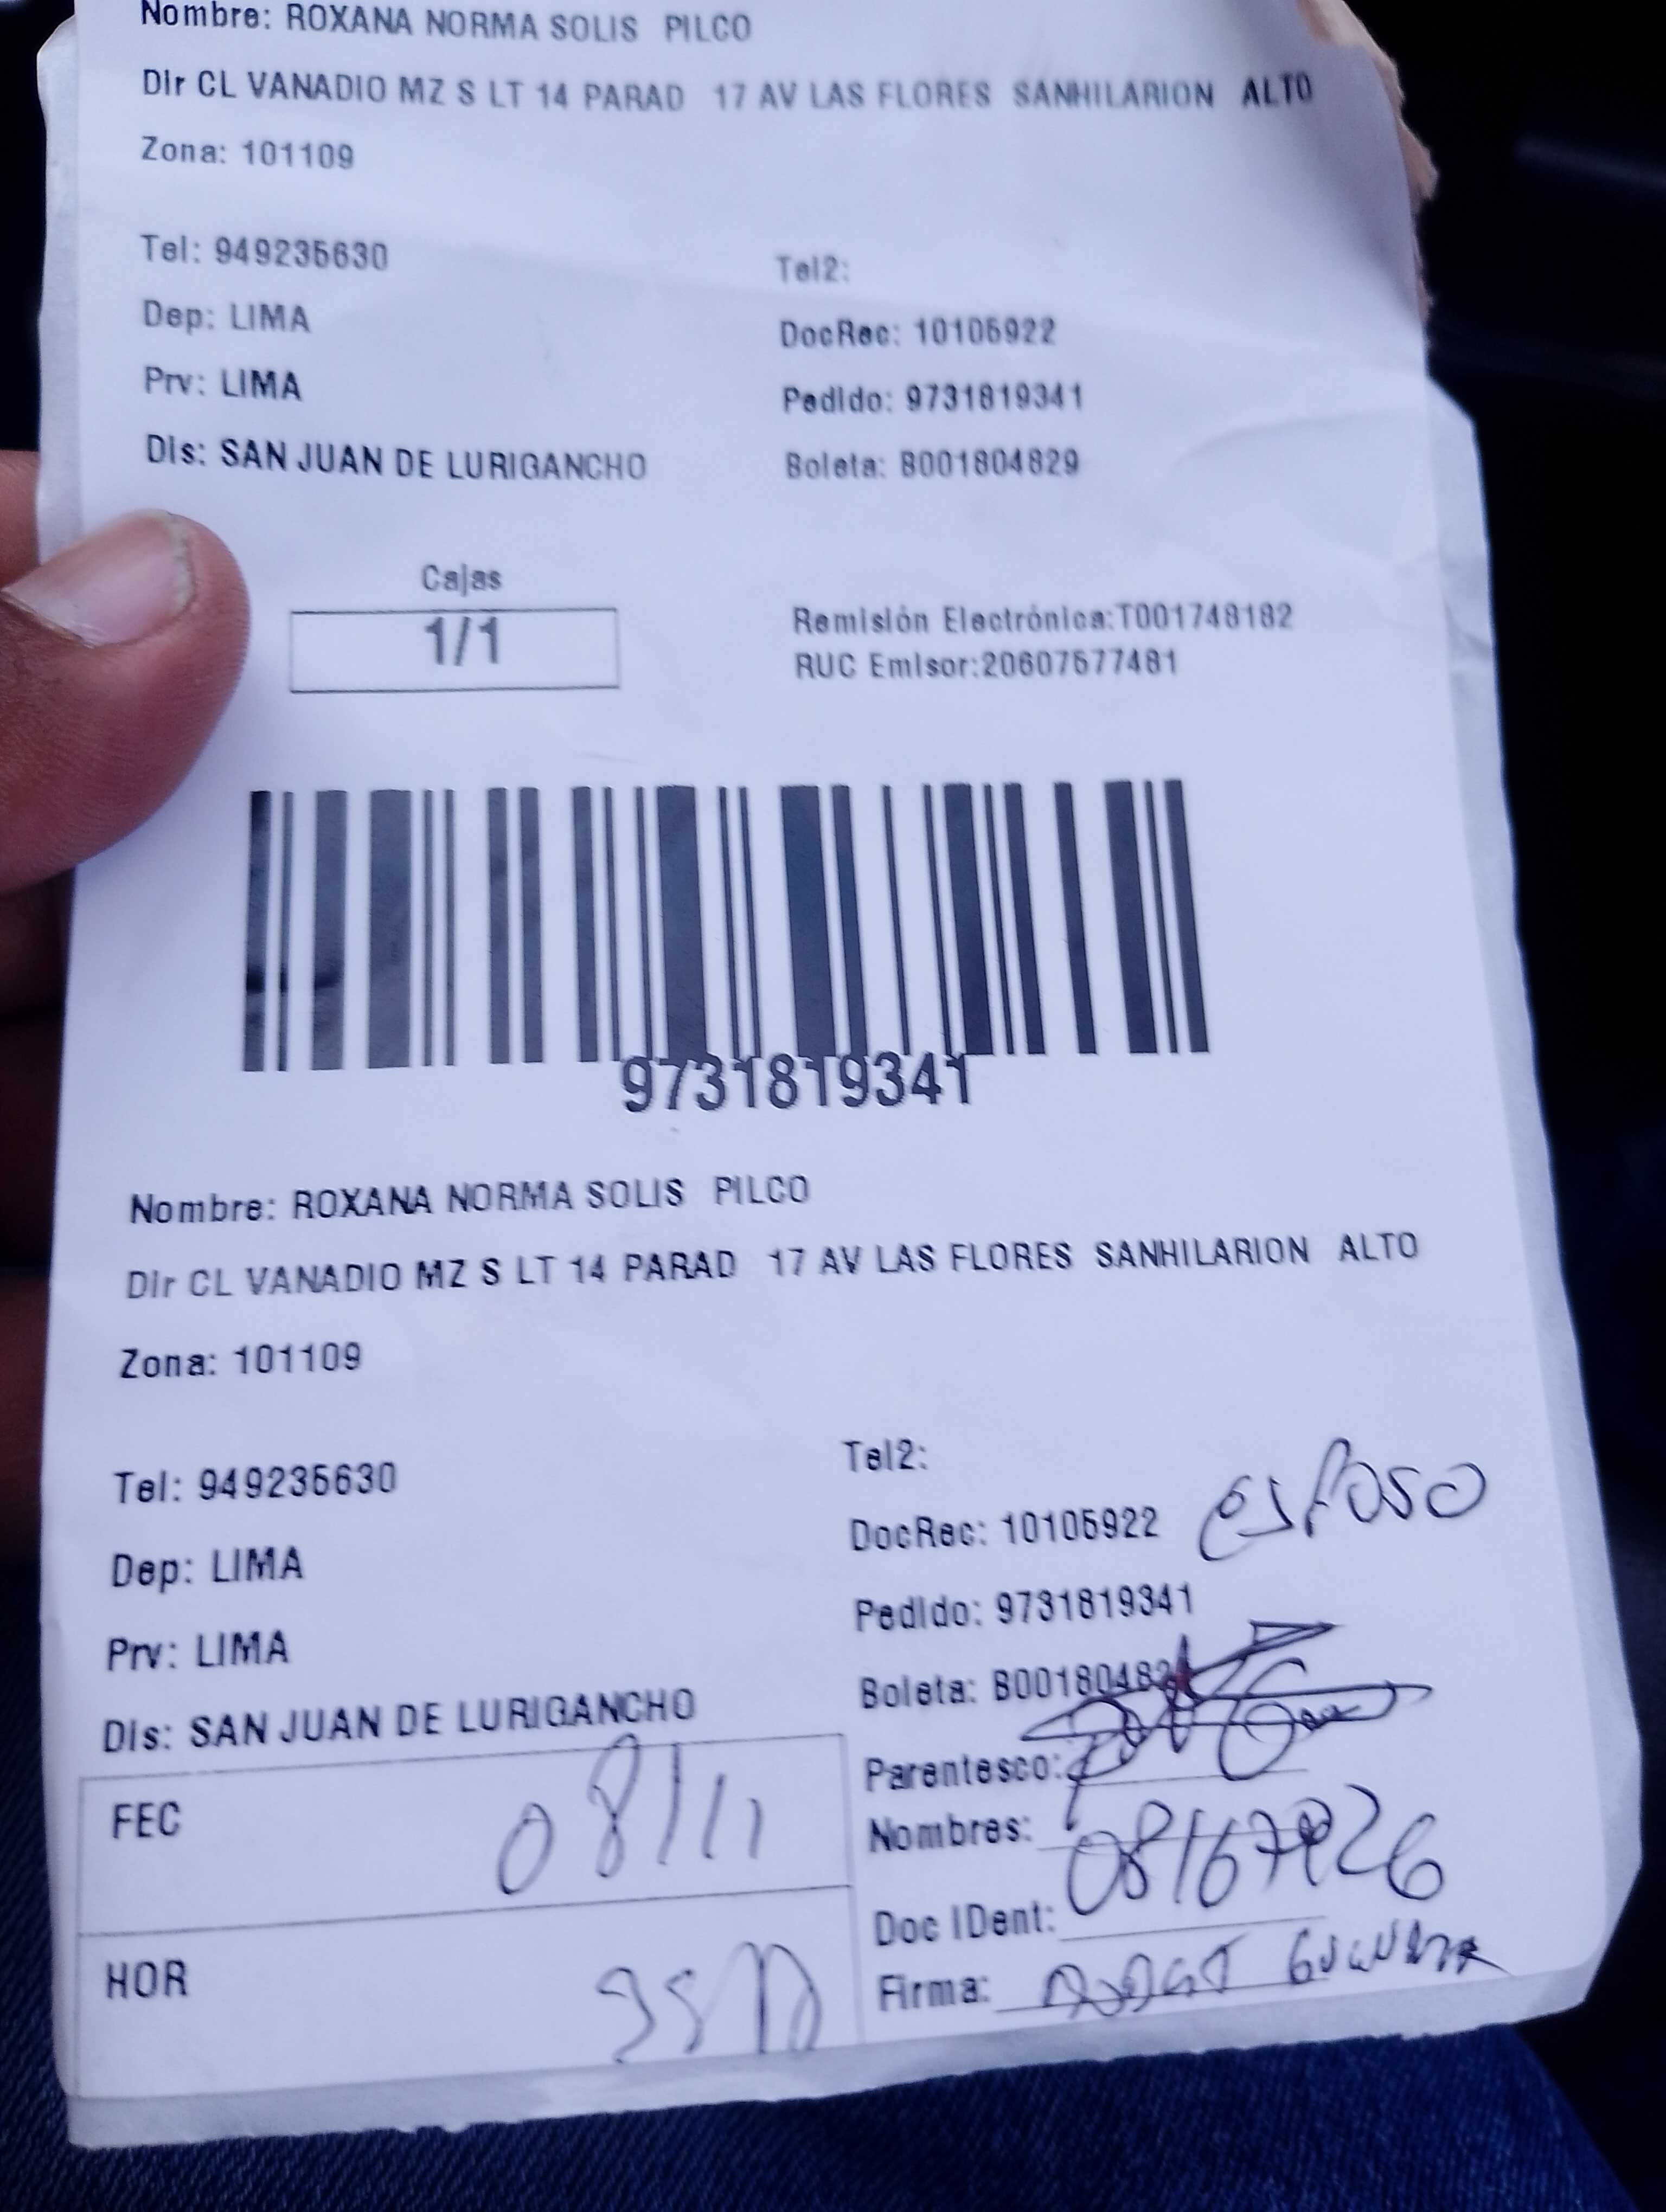 Nombre: ROXANA NORMA SOLIS PILCO
Dir CL VANADIO MZ S LT 14 PARAD 17 AV LAS FLORES SANHILARION ALTO
Zona: 101109
Tel: 949235630
Tel2:
Dep: LIMA
DocRec: 10105922
Prv: LIMA
Pedido: 9731819341
Dis: SAN JUAN DE LURIGANCHO
Boleta: B001804829
Cajas
1/1
Remisión Electrónica:T001748182
RUC Emisor:20607577481
9731819341
Nombre: ROXANA NORMA SOLIS PILCO
Dir CL VANADIO MZ S LT 14 PARAD 17 AV LAS FLORES SANHILARION ALTO
Zona: 101109
Tel: 949235630
Tel2:
Dep: LIMA
DocRec: 10105922 esposo
Prv: LIMA
Pedido: 9731819341
Dis: SAN JUAN DE LURIGANCHO
Boleta: B00180482
Parentesco:
FEC 08/11
Nombres:
Doc IDent:
HOR
Firma: